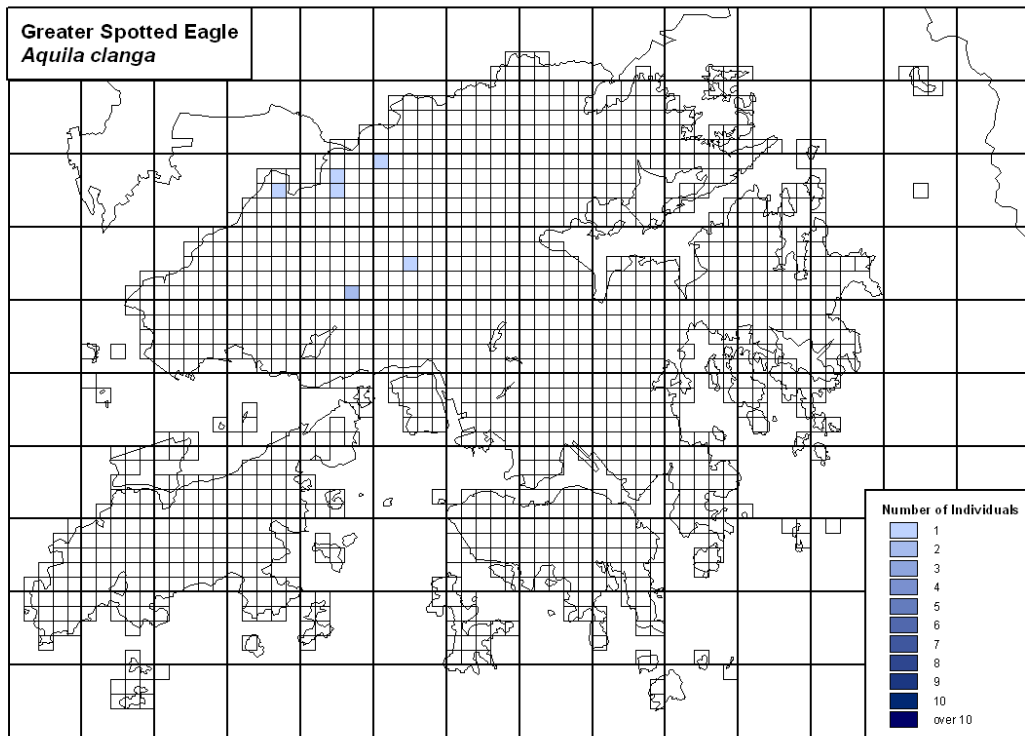 Greater Spotted Eagle
Aquila clanga
Number of Individuals
1
2
3
4
5
6
7
8
9
10
over 10